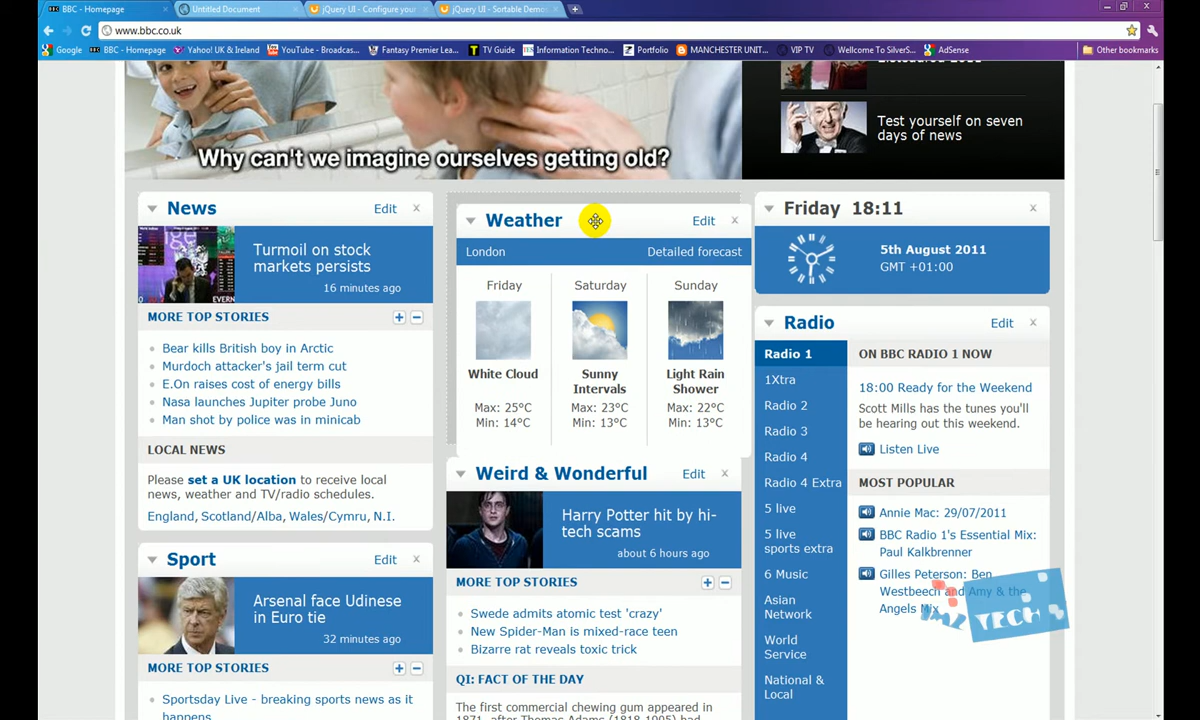 BBC - Homepage
Untitled Document
jQuery UI - Configure your
jQuery UI - Sortable Demos
www.bbc.co.uk
Google
BBC - Homepage
Yahoo! UK & Ireland
YouTube - Broadcas...
Fantasy Premier Lea...
TV Guide
Information Techno...
Portfolio
MANCHESTER UNIT...
VIP TV
Wellcome To SilverS...
AdSense
Other bookmarks
Why can't we imagine ourselves getting old?
Test yourself on seven
days of news
News
Edit
Turmoil on stock
markets persists
16 minutes ago
MORE TOP STORIES
Bear kills British boy in Arctic
Murdoch attacker's jail term cut
E.On raises cost of energy bills
Nasa launches Jupiter probe Juno
Man shot by police was in minicab
LOCAL NEWS
Please set a UK location to receive local
news, weather and TV/radio schedules.
England, Scotland/Alba, Wales/Cymru, N.I.
Sport
Edit
Arsenal face Udinese
in Euro tie
32 minutes ago
MORE TOP STORIES
Sportsday Live - breaking sports news as it
happens
Weather
Edit
London
Detailed forecast
Friday
Saturday
Sunday
White Cloud
Sunny
Intervals
Light Rain
Shower
Max: 25°C
Min: 14°C
Max: 23°C
Min: 13°C
Max: 22°C
Min: 13°C
Weird & Wonderful
Edit
Harry Potter hit by hi-
tech scams
about 6 hours ago
MORE TOP STORIES
Swede admits atomic test 'crazy'
New Spider-Man is mixed-race teen
Bizarre rat reveals toxic trick
QI: FACT OF THE DAY
The first commercial chewing gum appeared in
1871, after Thomas Adams (1818-1905) had
Friday 18:11
5th August 2011
GMT +01:00
Radio
Edit
Radio 1
1Xtra
Radio 2
Radio 3
Radio 4
Radio 4 Extra
5 live
5 live
sports extra
6 Music
Asian
Network
World
Service
National &
Local
ON BBC RADIO 1 NOW
18:00 Ready for the Weekend
Scott Mills has the tunes you'll
be hearing out this weekend.
Listen Live
MOST POPULAR
Annie Mac: 29/07/2011
BBC Radio 1's Essential Mix:
Paul Kalkbrenner
Gilles Peterson: Ben
Westbeech and Amy & the
Angels Mix
TECH